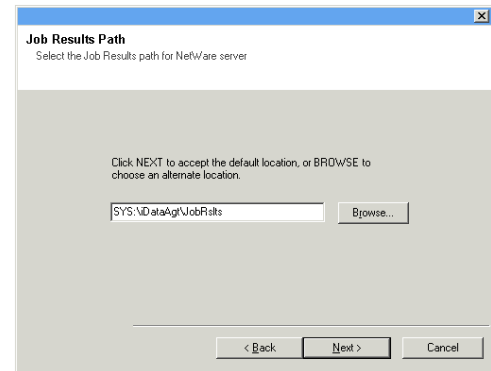 Job Results Path
Select the Job Results path for NetWare server
Click NEXT to accept the default location, or BROWSE to
choose an alternate location.
SYS:\iDataAgt\JobRslts
Browse...
< Back
Next >
Cancel